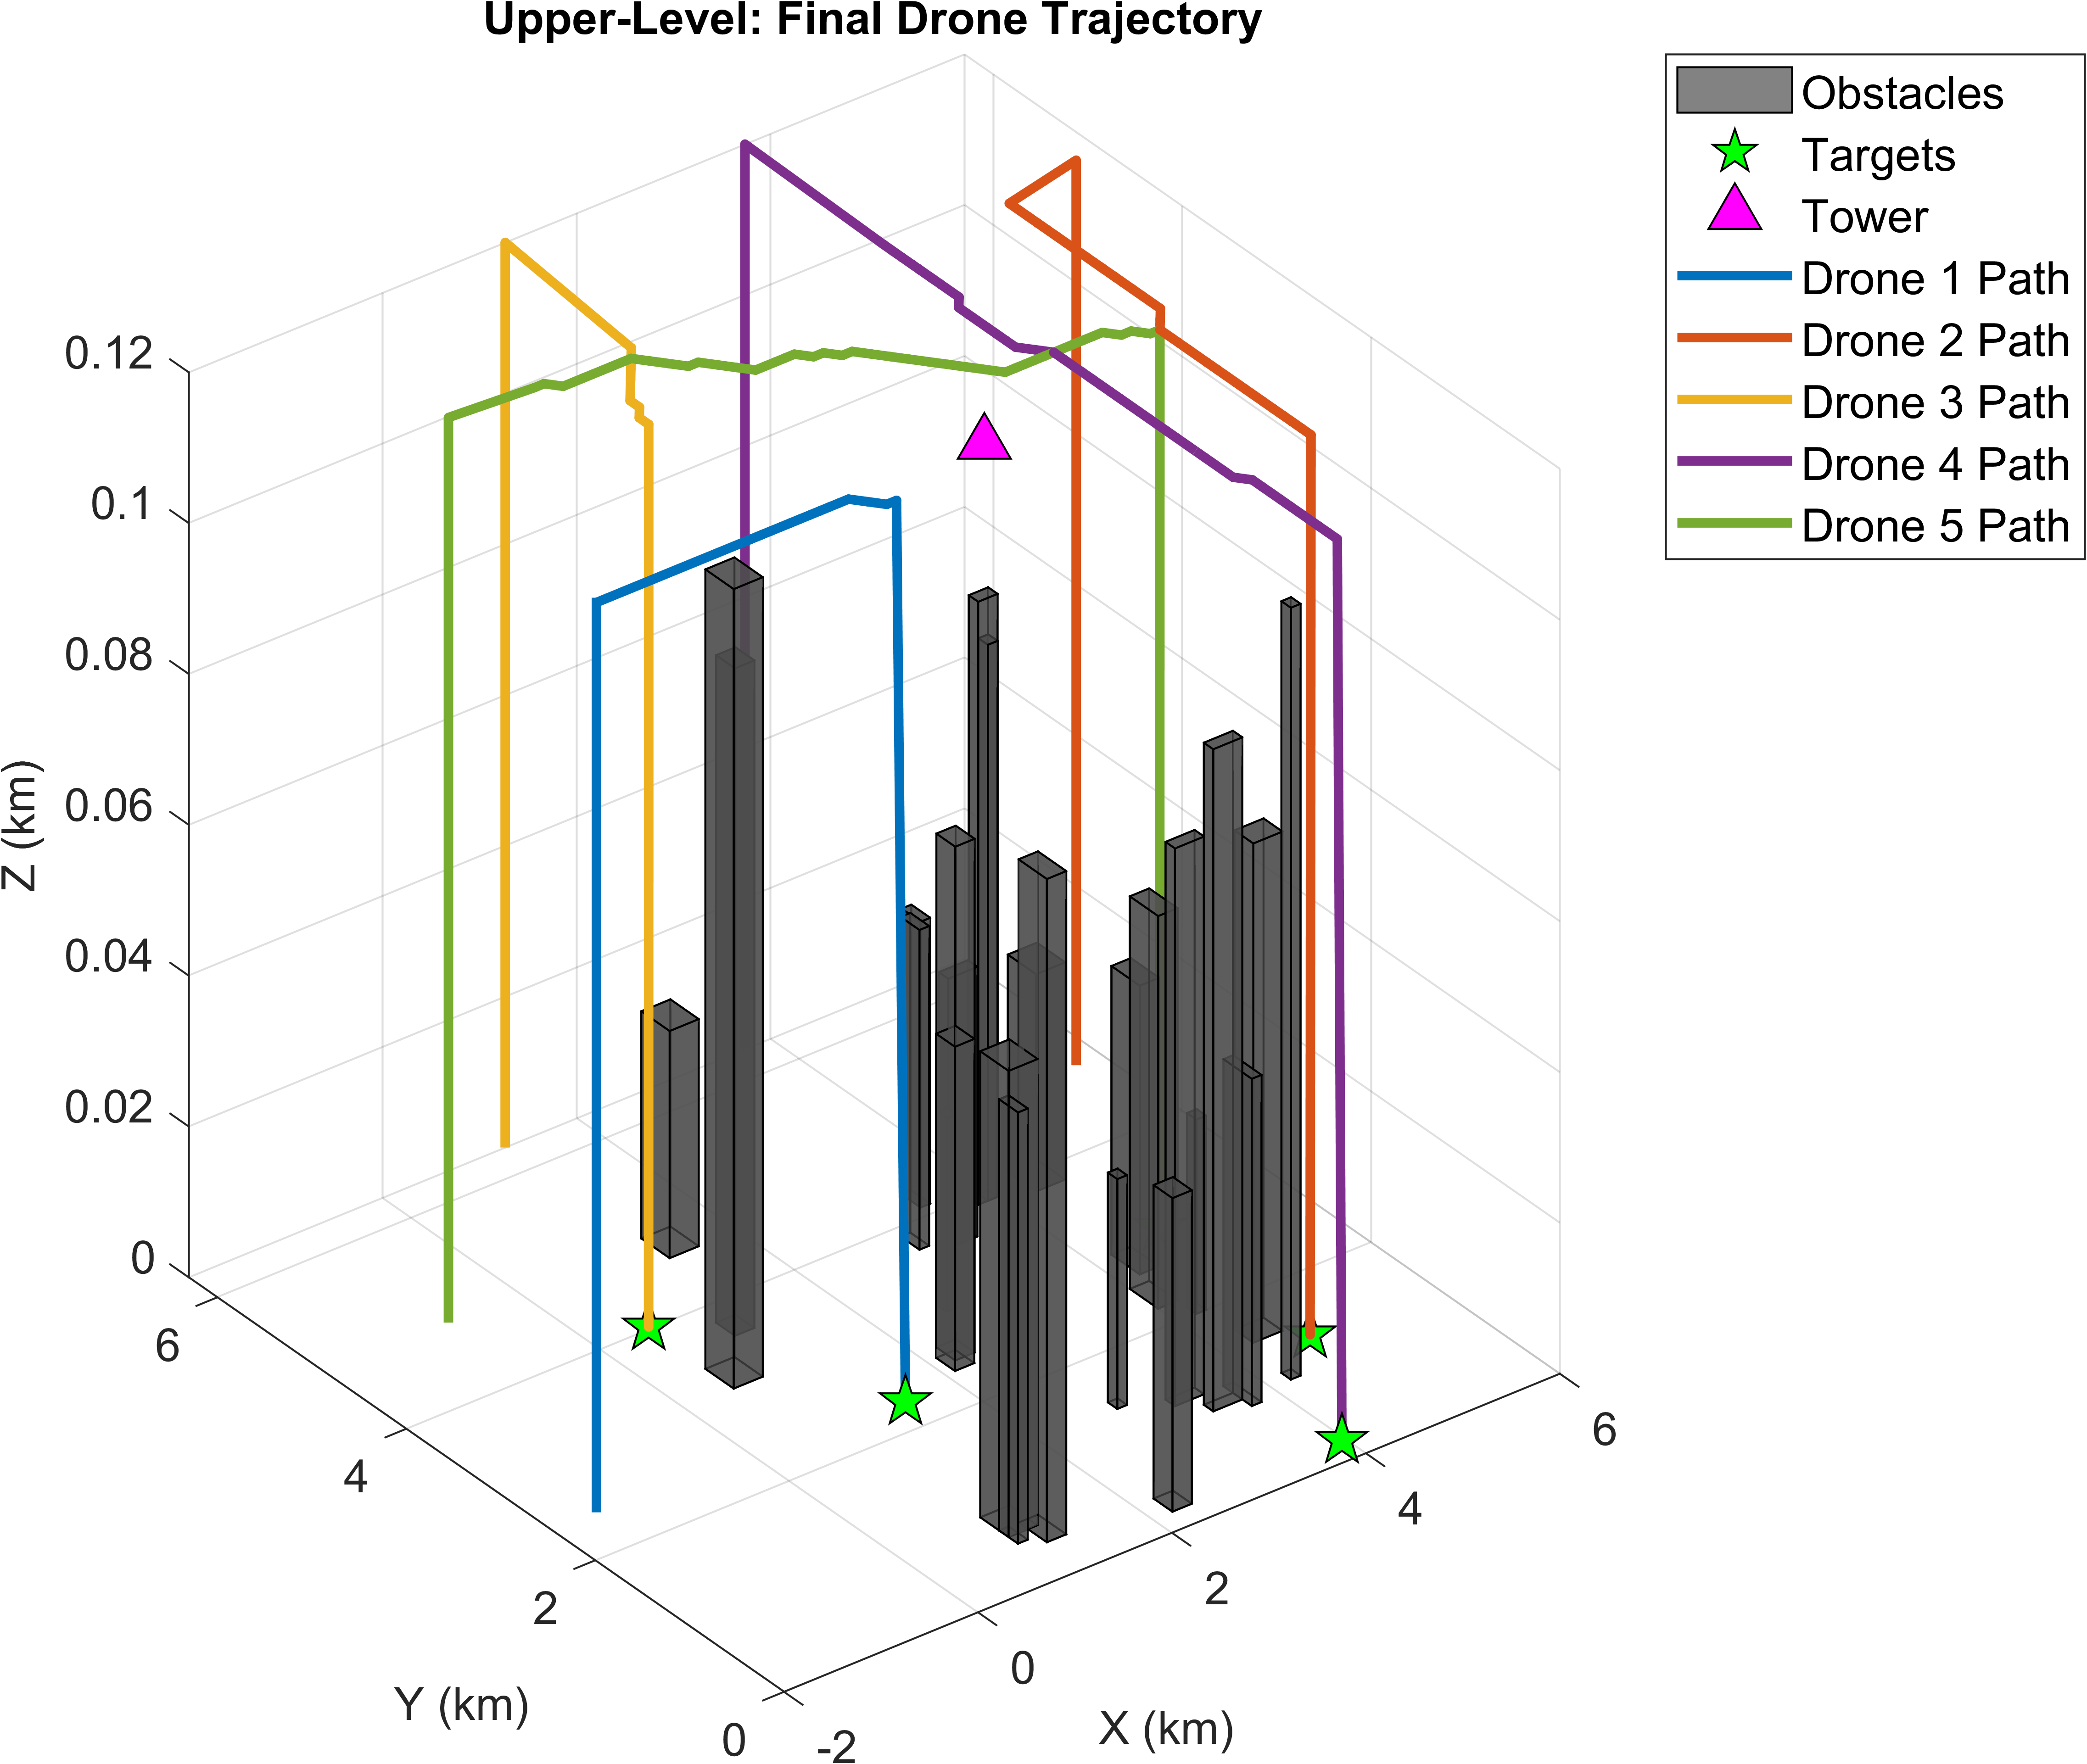 Upper-Level: Final Drone Trajectory
Obstacles
Targets
Tower
Drone 1 Path
Drone 2 Path
Drone 3 Path
Drone 4 Path
Drone 5 Path
0.12
0.1
0.08
0.06
0.04
0.02
0
Z (km)
6
4
2
0
Y (km)
-2
0
2
4
6
X (km)